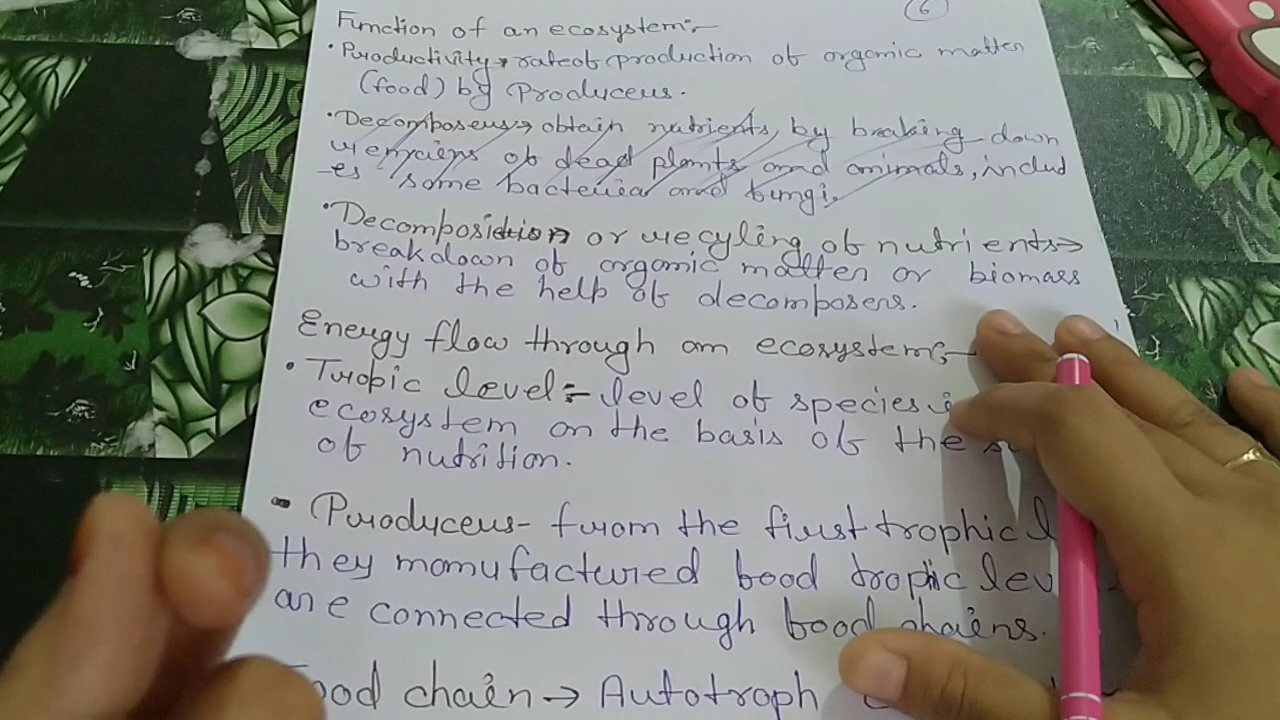 6
Function of an ecosystem:-
• Productivity → rate of production of organic matter
(food) by Producers.
• Decomposers → obtain nutrients, by breaking down
remains of dead plants and animals, includ
-es some bacteria and fungi.
• Decomposition or recyling of nutrients →
breakdown of organic matter or biomass
with the help of decomposers.
Energy flow through an ecosystem:-
• Tropic level = level of species
ecosystem on the basis of the
of nutrition.
- Producers - from the first trophic
they manufactured food trophic lev
are connected through food chains.
Food chain → Autotroph